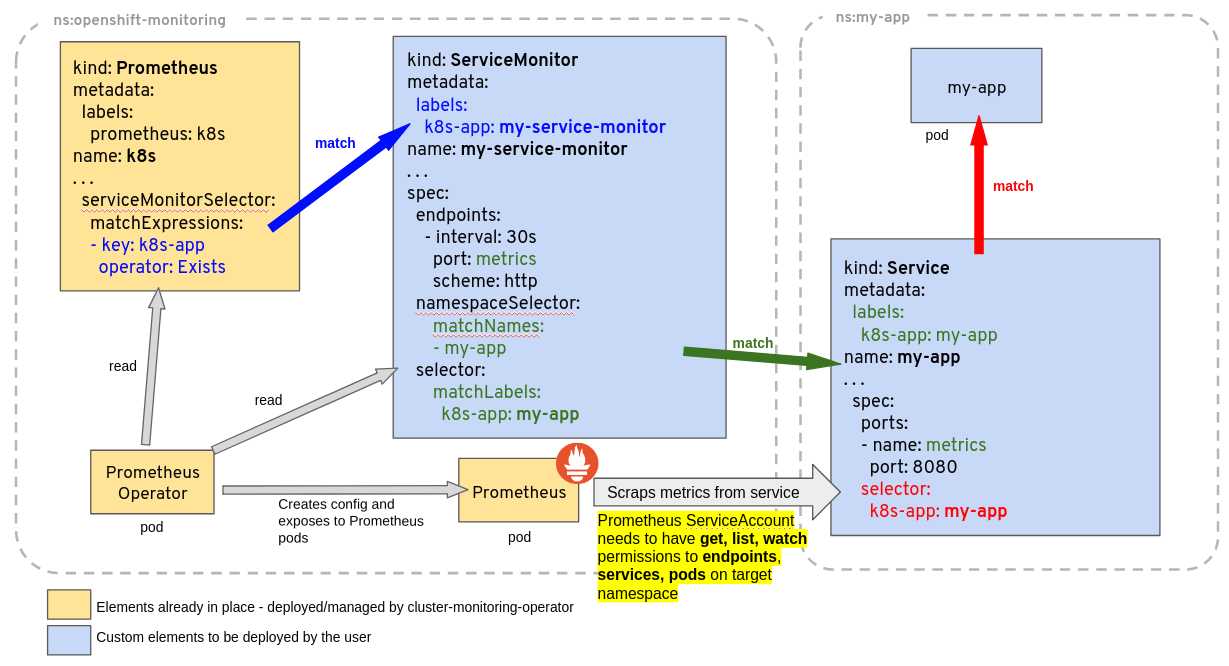 ns:openshift-monitoring
kind: Prometheus
metadata:
labels:
prometheus: k8s
name: k8s
...
serviceMonitorSelector:
matchExpressions:
- key: k8s-app
operator: Exists
match
kind: ServiceMonitor
metadata:
labels:
k8s-app: my-service-monitor
name: my-service-monitor
...
spec:
endpoints:
- interval: 30s
port: metrics
scheme: http
namespaceSelector:
matchNames:
- my-app
selector:
matchLabels:
k8s-app: my-app
read
read
Prometheus
Operator
pod
Creates config and
exposes to Prometheus
pods
Prometheus
pod
match
Scraps metrics from service
Prometheus ServiceAccount
needs to have get, list, watch
permissions to endpoints,
services, pods on target
namespace
ns:my-app
my-app
pod
match
kind: Service
metadata:
labels:
k8s-app: my-app
name: my-app
...
spec:
ports:
- name: metrics
port: 8080
selector:
k8s-app: my-app
Elements already in place - deployed/managed by cluster-monitoring-operator
Custom elements to be deployed by the user